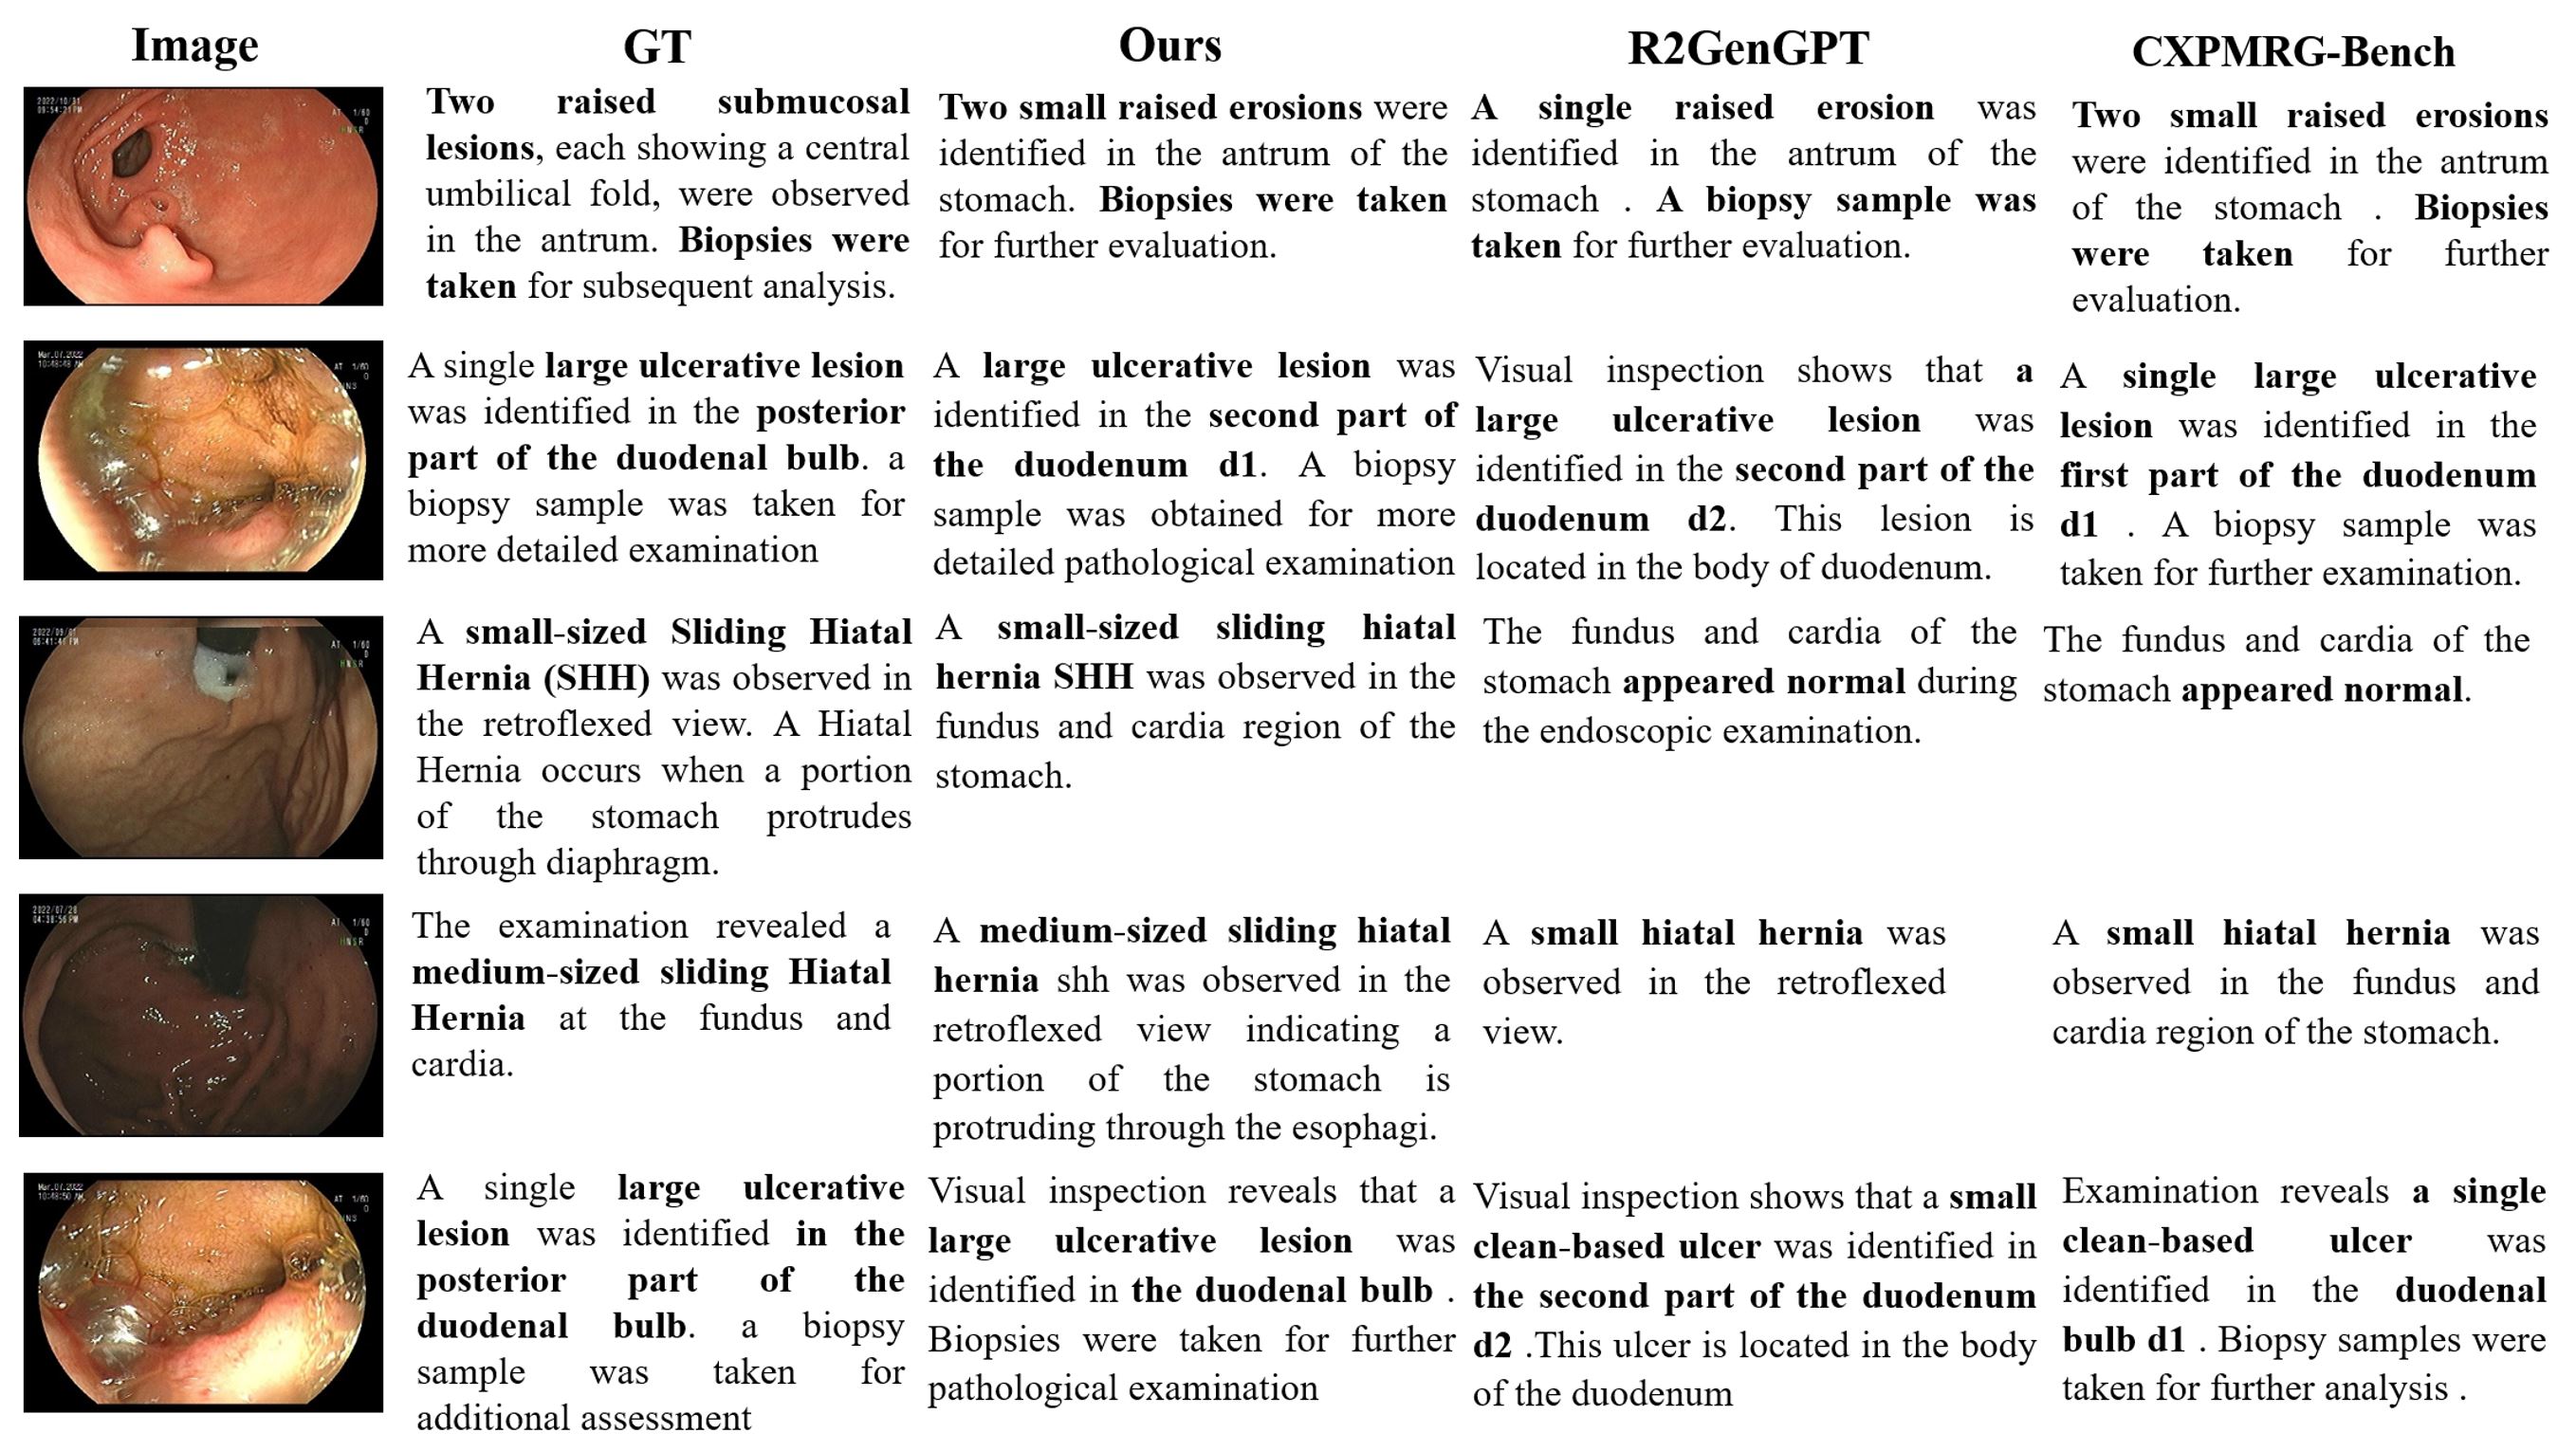 Image GT Ours R2GenGPT CXPMRG-Bench
2022/10/31
Two raised submucosal
lesions, each showing a central
umbilical fold, were observed
in the antrum. Biopsies were
taken for subsequent analysis.
Two small raised erosions were
identified in the antrum of the
stomach. Biopsies were taken
for further evaluation.
A single raised erosion was
identified in the antrum of the
stomach . A biopsy sample was
taken for further evaluation.
Two small raised erosions
were identified in the antrum
of the stomach . Biopsies
were taken for further
evaluation.
Mar.07.2022
10:48:48 AM
A single large ulcerative lesion
was identified in the posterior
part of the duodenal bulb. a
biopsy sample was taken for
more detailed examination
A large ulcerative lesion was
identified in the second part of
the duodenum d1. A biopsy
sample was obtained for more
detailed pathological examination
Visual inspection shows that a
large ulcerative lesion was
identified in the second part of the
duodenum d2. This lesion is
located in the body of duodenum.
A single large ulcerative
lesion was identified in the
first part of the duodenum
d1 . A biopsy sample was
taken for further examination.
A small-sized Sliding Hiatal
Hernia (SHH) was observed in
the retroflexed view. A Hiatal
Hernia occurs when a portion
of the stomach protrudes
through diaphragm.
A small-sized sliding hiatal
hernia SHH was observed in the
fundus and cardia region of the
stomach.
The fundus and cardia of the
stomach appeared normal during
the endoscopic examination.
The fundus and cardia of the
stomach appeared normal.
The examination revealed a
medium-sized sliding Hiatal
Hernia at the fundus and
cardia.
A medium-sized sliding hiatal
hernia shh was observed in the
retroflexed view indicating a
portion of the stomach is
protruding through the esophagi.
A small hiatal hernia was
observed in the retroflexed
view.
A small hiatal hernia was
observed in the fundus and
cardia region of the stomach.
Mar.07.2022
10:48:50 AM
A single large ulcerative
lesion was identified in the
posterior part of the
duodenal bulb. a biopsy
sample was taken for
additional assessment
Visual inspection reveals that a
large ulcerative lesion was
identified in the duodenal bulb .
Biopsies were taken for further
pathological examination
Visual inspection shows that a small
clean-based ulcer was identified in
the second part of the duodenum
d2 .This ulcer is located in the body
of the duodenum
Examination reveals a single
clean-based ulcer was
identified in the duodenal
bulb d1 . Biopsy samples were
taken for further analysis .